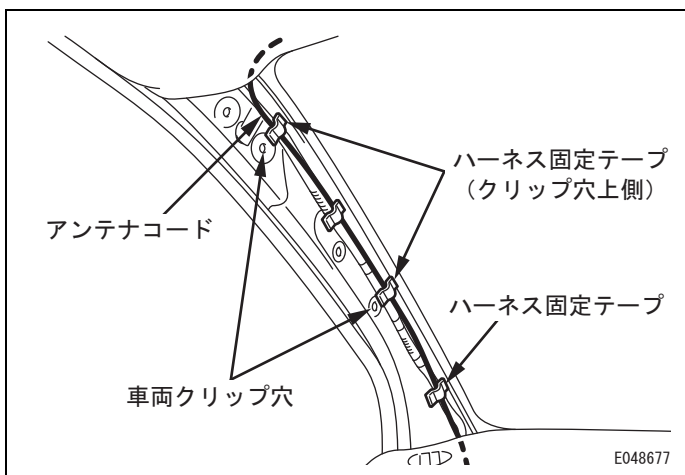 ハーネス固定テープ
（クリップ穴上側）
アンテナコード
ハーネス固定テープ
車両クリップ穴
E048677